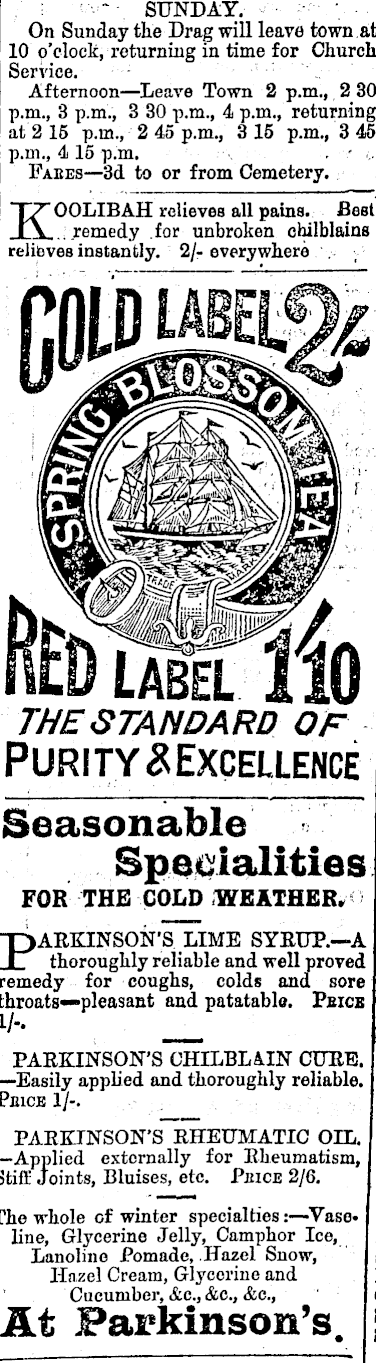 SUNDAY.
On Sunday the Drag will leave town at
10 o'clock, returning in time for Church
Service.
Afternoon—Leave Town 2 p.m., 2 30
p.m., 3 p.m., 3 30 p.m., 4 p.m., returning
at 2 15 p.m., 2 45 p.m., 3 15 p.m., 3 45
p.m., 4 15 p.m.
FARES—3d to or from Cemetery.
KOOLIBAH relieves all pains. Best
remedy for unbroken chilblains
relieves instantly. 2/- everywhere
GOLD LABEL 2/-
SPRING BLOSSOM TEA
TRADE MARK
RED LABEL 1/10
THE STANDARD OF
PURITY & EXCELLENCE
Seasonable
Specialities
FOR THE COLD WEATHER.
PARKINSON'S LIME SYRUP.—A
thoroughly reliable and well proved
remedy for coughs, colds and sore
throats—pleasant and patatable. PRICE
1/-.
PARKINSON'S CHILBLAIN CURE.
—Easily applied and thoroughly reliable.
PRICE 1/-.
PARKINSON'S RHEUMATIC OIL.
—Applied externally for Rheumatism,
Stiff Joints, Bluises, etc. PRICE 2/6.
The whole of winter specialties:—Vase-
line, Glycerine Jelly, Camphor Ice,
Lanoline Pomade, Hazel Snow,
Hazel Cream, Glycerine and
Cucumber, &c., &c., &c.,
At Parkinson's.